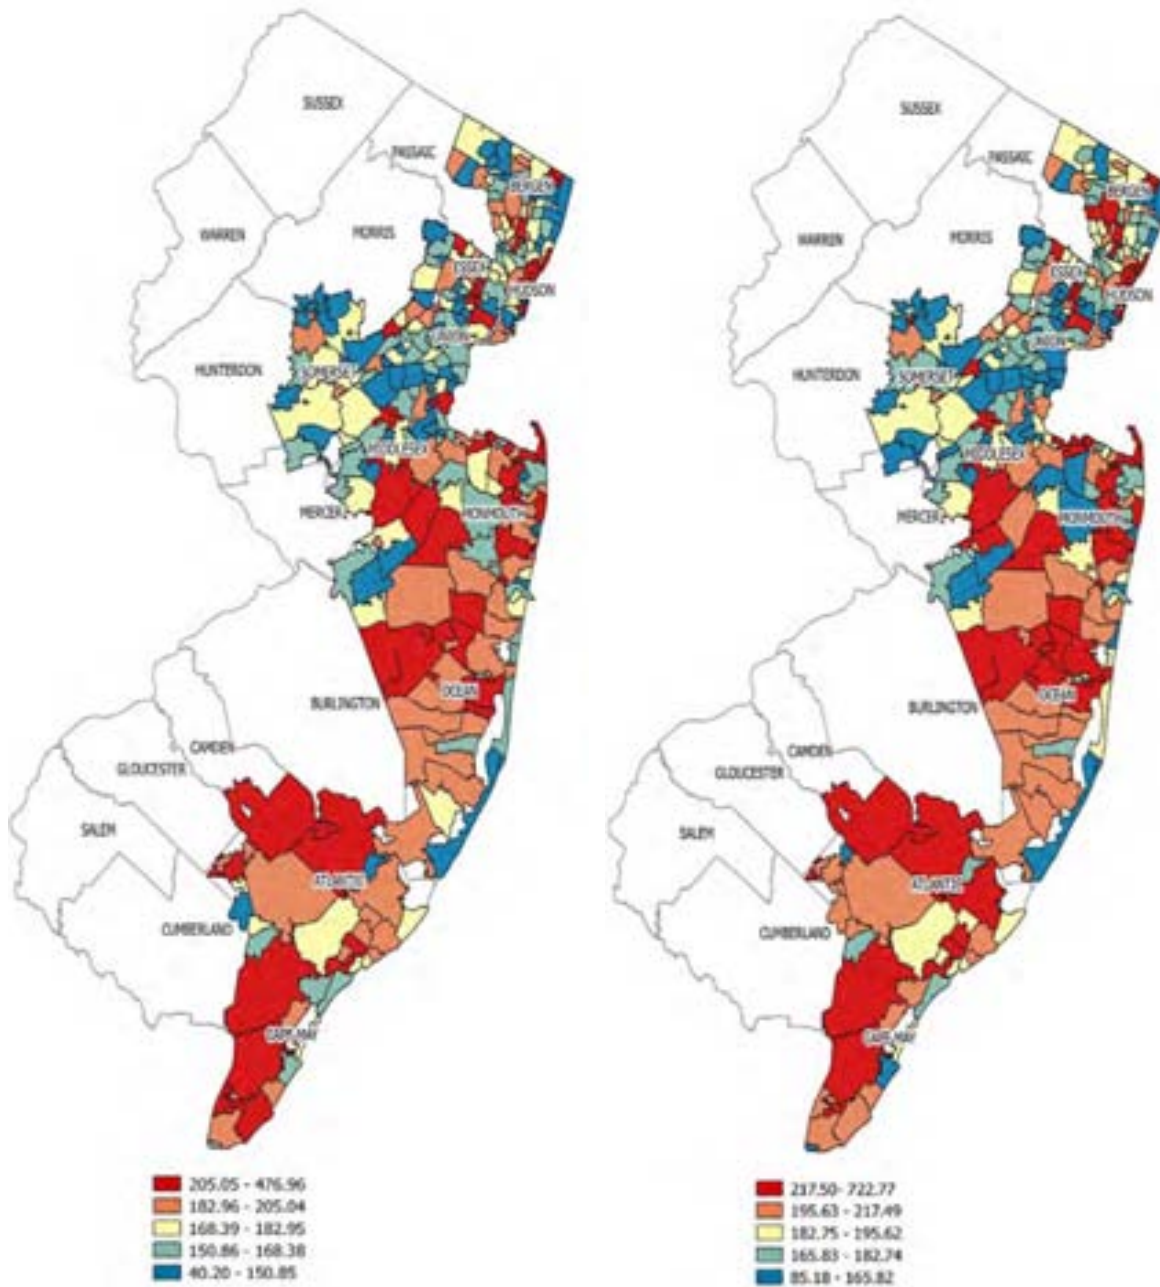 SUSSEX
PASSAIC
BERGEN
WARREN
MORRIS
ESSEX
HUDSON
UNION
HUNTERDON
SOMERSET
MIDDLESEX
MERCER
MONMOUTH
OCEAN
BURLINGTON
CAMDEN
GLOUCESTER
SALEM
ATLANTIC
CUMBERLAND
CAPE MAY
205.05 - 476.96
182.96 - 205.04
168.39 - 182.95
150.86 - 168.38
40.20 - 150.85
SUSSEX
PASSAIC
BERGEN
WARREN
MORRIS
ESSEX
HUDSON
UNION
HUNTERDON
SOMERSET
MIDDLESEX
MERCER
MONMOUTH
OCEAN
BURLINGTON
CAMDEN
GLOUCESTER
SALEM
ATLANTIC
CUMBERLAND
CAPE MAY
217.50- 722.77
195.63 - 217.49
182.75 - 195.62
165.83 - 182.74
85.18 - 165.82